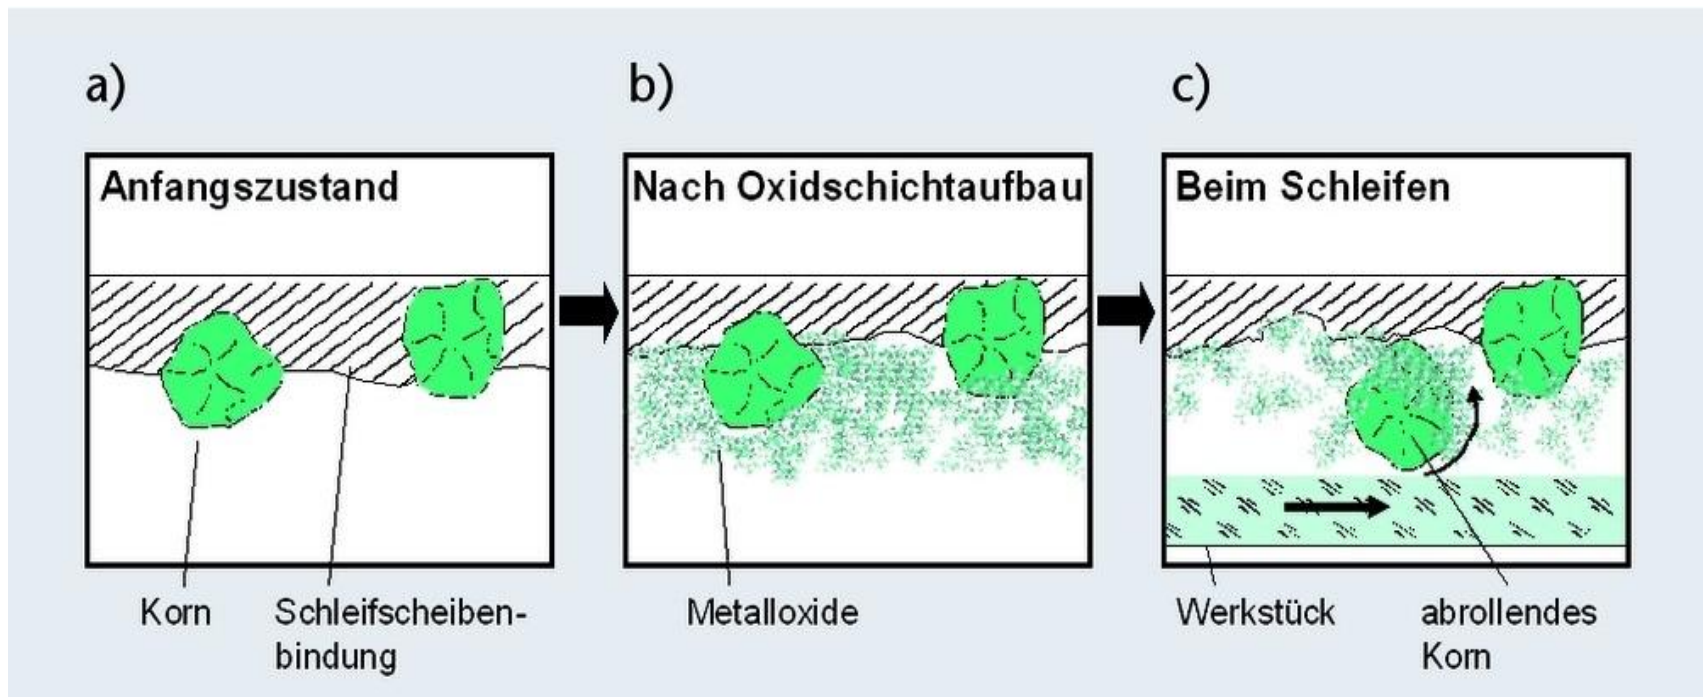 a)
b)
c)
Anfangszustand
Nach Oxidschichtaufbau
Beim Schleifen
Korn
Schleifscheiben-
bindung
Metalloxide
Werkstück
abrollendes
Korn